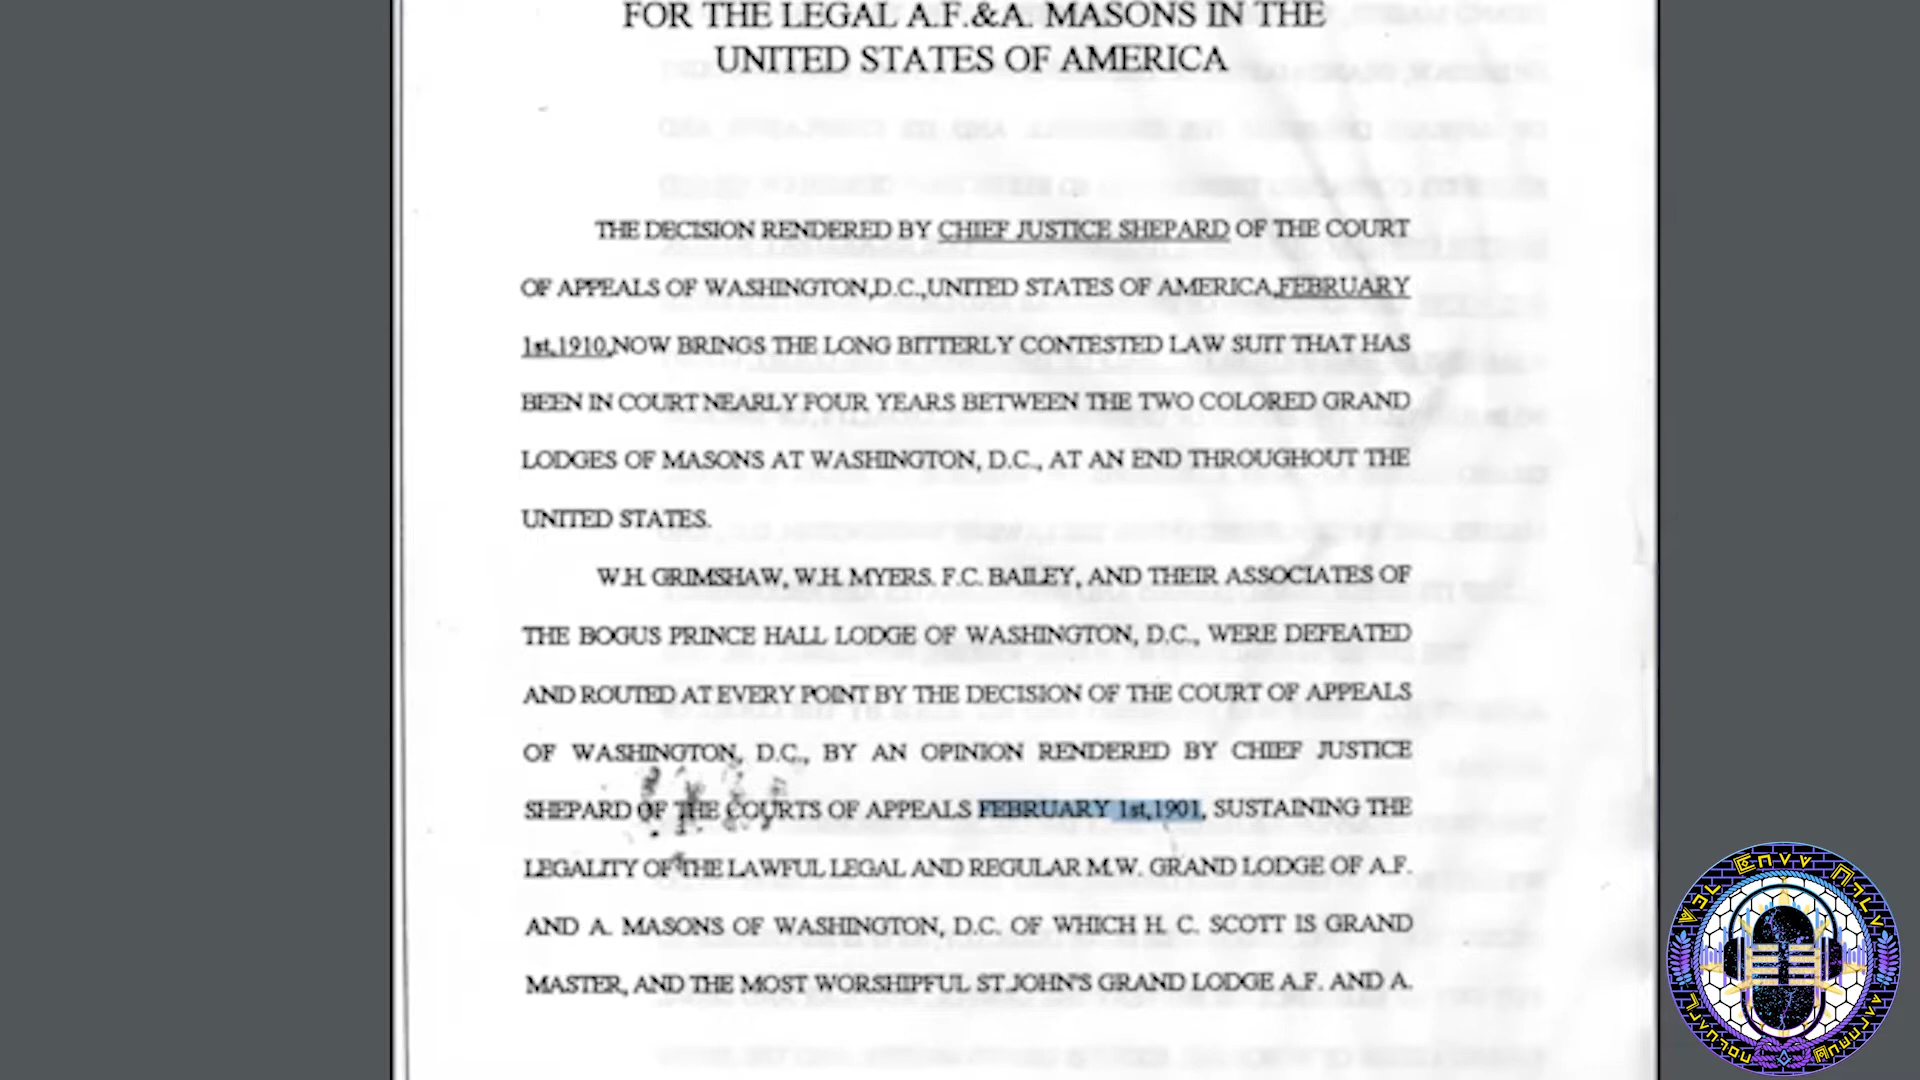 FOR THE LEGAL A.F.&A. MASONS IN THE
UNITED STATES OF AMERICA
THE DECISION RENDERED BY CHIEF JUSTICE SHEPARD OF THE COURT
OF APPEALS OF WASHINGTON,D.C.,UNITED STATES OF AMERICA,FEBRUARY
1st,1910,NOW BRINGS THE LONG BITTERLY CONTESTED LAW SUIT THAT HAS
BEEN IN COURT NEARLY FOUR YEARS BETWEEN THE TWO COLORED GRAND
LODGES OF MASONS AT WASHINGTON, D.C., AT AN END THROUGHOUT THE
UNITED STATES.
W.H. GRIMSHAW, W.H. MYERS. F.C. BAILEY, AND THEIR ASSOCIATES OF
THE BOGUS PRINCE HALL LODGE OF WASHINGTON, D.C., WERE DEFEATED
AND ROUTED AT EVERY POINT BY THE DECISION OF THE COURT OF APPEALS
OF WASHINGTON, D.C., BY AN OPINION RENDERED BY CHIEF JUSTICE
SHEPARD OF THE COURTS OF APPEALS FEBRUARY 1st,1901, SUSTAINING THE
LEGALITY OF THE LAWFUL LEGAL AND REGULAR M.W. GRAND LODGE OF A.F.
AND A. MASONS OF WASHINGTON, D.C. OF WHICH H. C. SCOTT IS GRAND
MASTER, AND THE MOST WORSHIPFUL ST JOHN'S GRAND LODGE A.F. AND A.